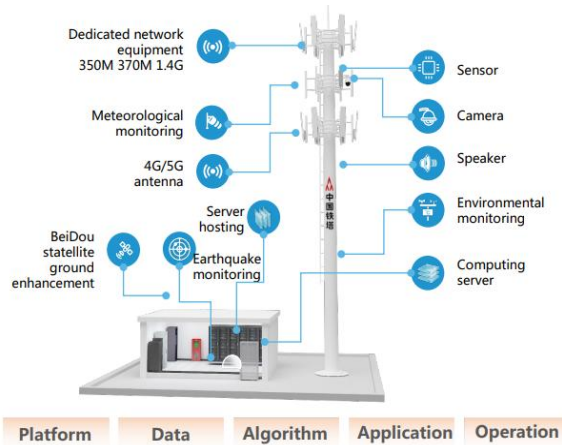 Dedicated network
equipment
350M 370M 1.4G
Meteorological
monitoring
4G/5G
antenna
Server
hosting
BeiDou
statellite
ground
enhancement
Earthquake
monitoring
Sensor
Camera
Speaker
Environmental
monitoring
Computing
server
中国铁塔
Platform
Data
Algorithm
Application
Operation